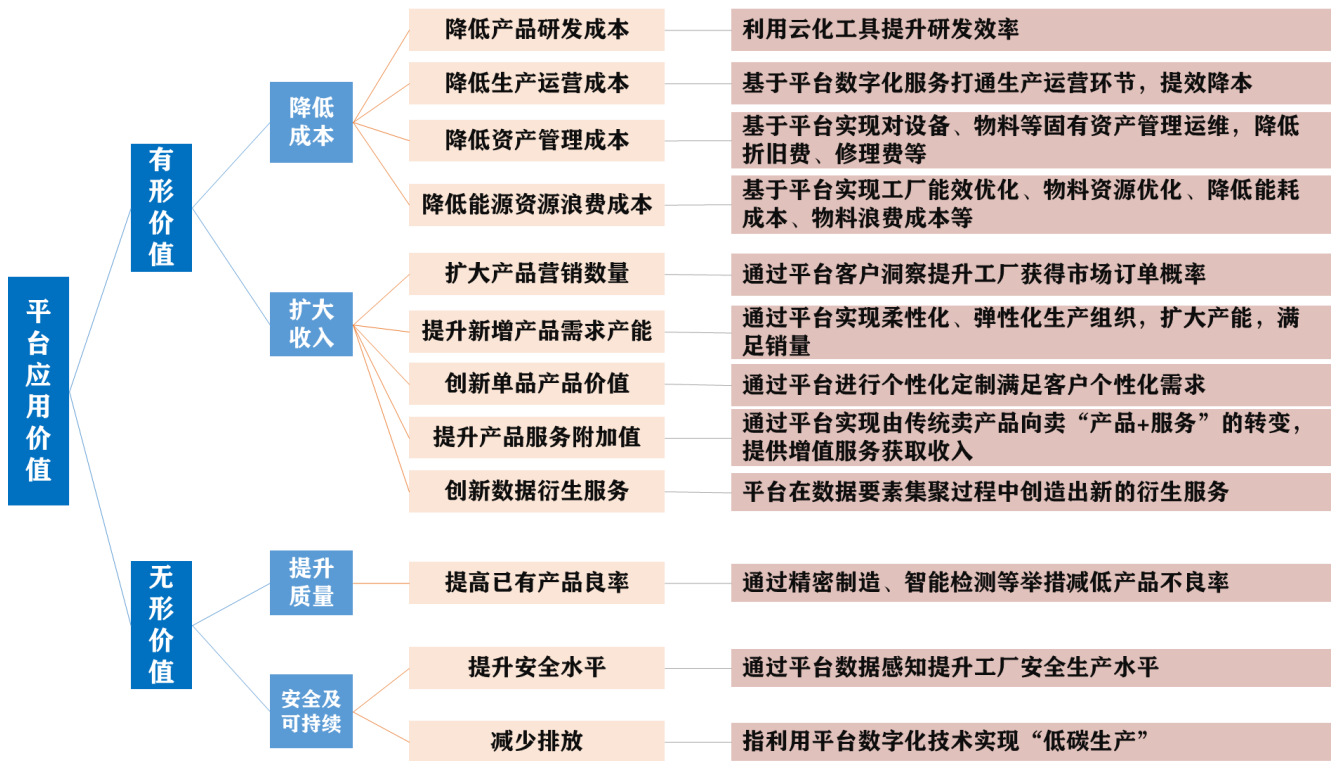 平台应用价值
有形价值
降低
成本
降低产品研发成本
利用云化工具提升研发效率
降低生产运营成本
基于平台数字化服务打通生产运营环节，提效降本
降低资产管理成本
基于平台实现对设备、物料等固有资产管理运维，降低
折旧费、修理费等
降低能源资源浪费成本
基于平台实现工厂能效优化、物料资源优化、降低能耗
成本、物料浪费成本等
扩大
收入
扩大产品营销数量
通过平台客户洞察提升工厂获得市场订单概率
提升新增产品需求产能
通过平台实现柔性化、弹性化生产组织，扩大产能，满
足销量
创新单品产品价值
通过平台进行个性化定制满足客户个性化需求
提升产品服务附加值
通过平台实现由传统卖产品向卖“产品+服务”的转变，
提供增值服务获取收入
创新数据衍生服务
平台在数据要素集聚过程中创造出新的衍生服务
无形价值
提升
质量
提高已有产品良率
通过精密制造、智能检测等举措减低产品不良率
安全及
可持续
提升安全水平
通过平台数据感知提升工厂安全生产水平
减少排放
指利用平台数字化技术实现“低碳生产”